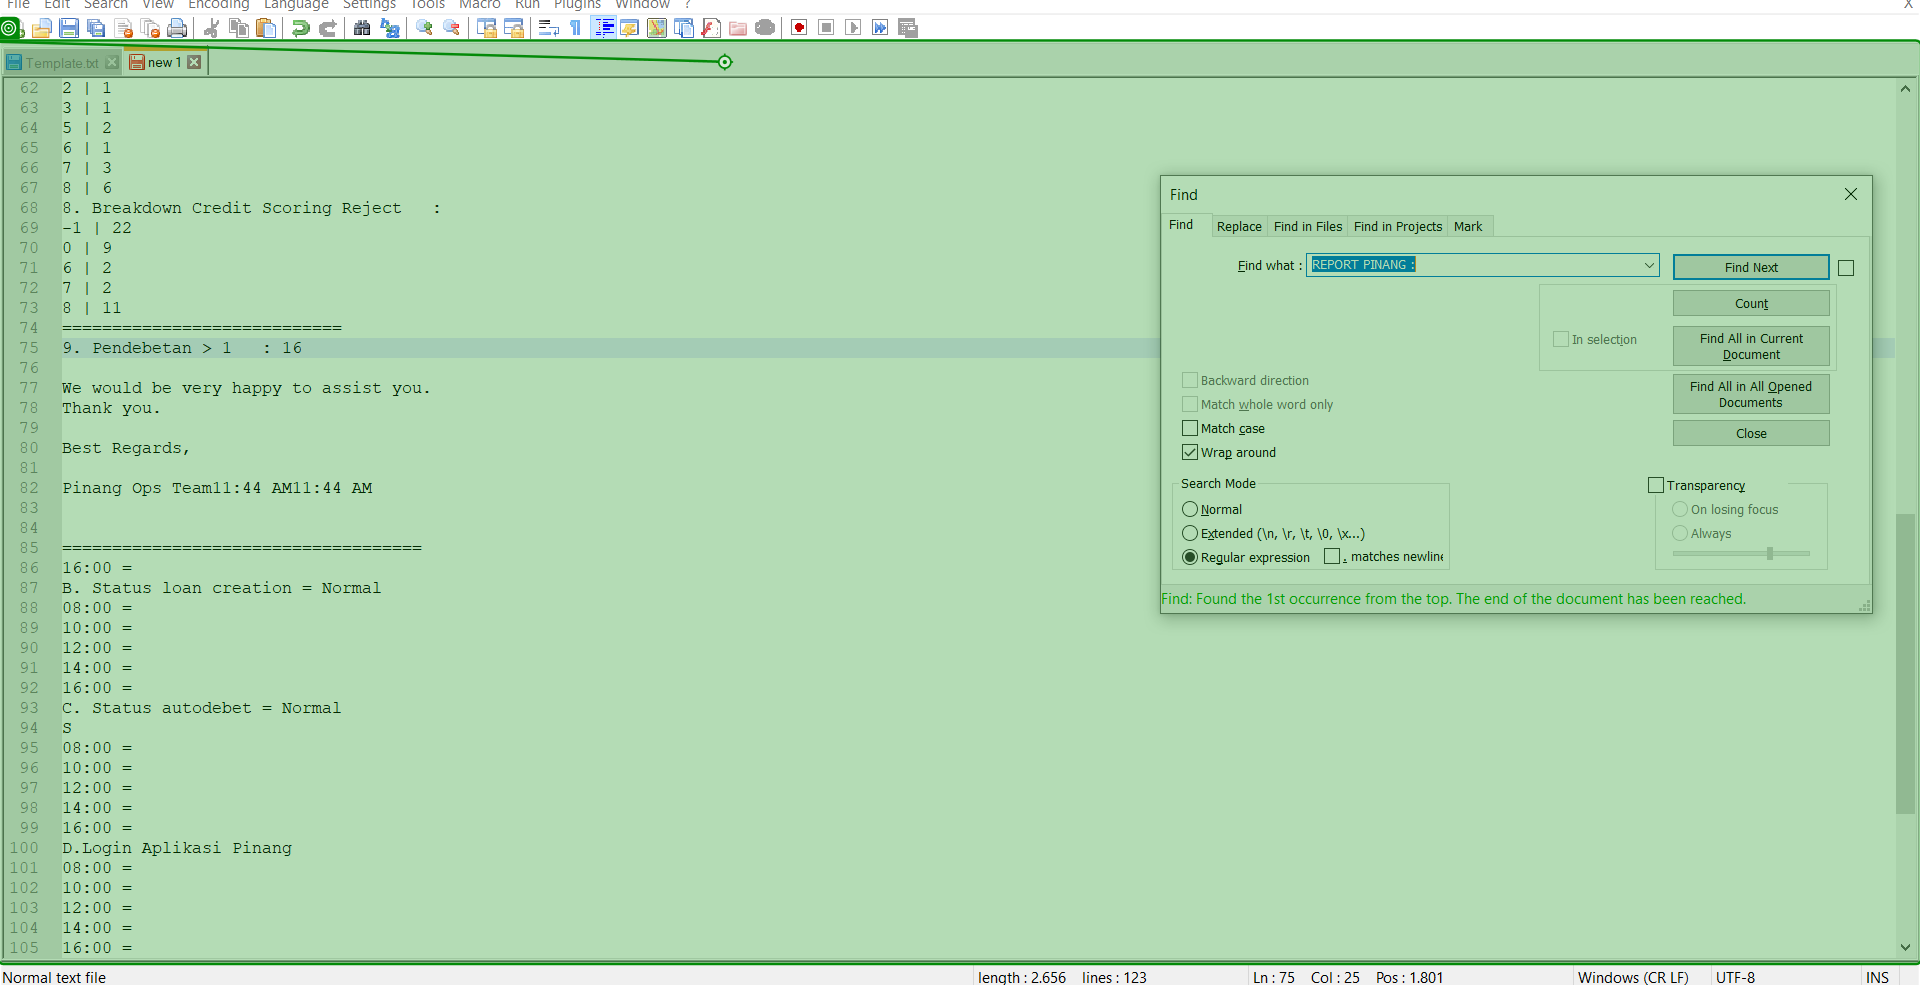 File Edit Search View Encoding Language Settings Tools Macro Run Plugins Window ? X
Template.txt new 1
62 2 | 1
63 3 | 1
64 5 | 2
65 6 | 1
66 7 | 3
67 8 | 6
68 8. Breakdown Credit Scoring Reject   :
69 -1 | 22
70 0 | 9
71 6 | 2
72 7 | 2
73 8 | 11
74 ============================
75 9. Pendebetan > 1   : 16
76
77 We would be very happy to assist you.
78 Thank you.
79
80 Best Regards,
81
82 Pinang Ops Team11:44 AM11:44 AM
83
84
85 ====================================
86 16:00 =
87 B. Status loan creation = Normal
88 08:00 =
89 10:00 =
90 12:00 =
91 14:00 =
92 16:00 =
93 C. Status autodebet = Normal
94 S
95 08:00 =
96 10:00 =
97 12:00 =
98 14:00 =
99 16:00 =
100 D.Login Aplikasi Pinang
101 08:00 =
102 10:00 =
103 12:00 =
104 14:00 =
105 16:00 =
Find
Find Replace Find in Files Find in Projects Mark
Find what : REPORT PINANG : Find Next
Count
In selection Find All in Current
Document
Find All in All Opened
Documents
Close
Backward direction
Match whole word only
Match case
Wrap around
Search Mode
Normal
Extended (\n, \r, \t, \0, \x...)
Regular expression . matches newline
Transparency
On losing focus
Always
Find: Found the 1st occurrence from the top. The end of the document has been reached.
Normal text file length : 2.656 lines : 123 Ln : 75 Col : 25 Pos : 1.801 Windows (CR LF) UTF-8 INS